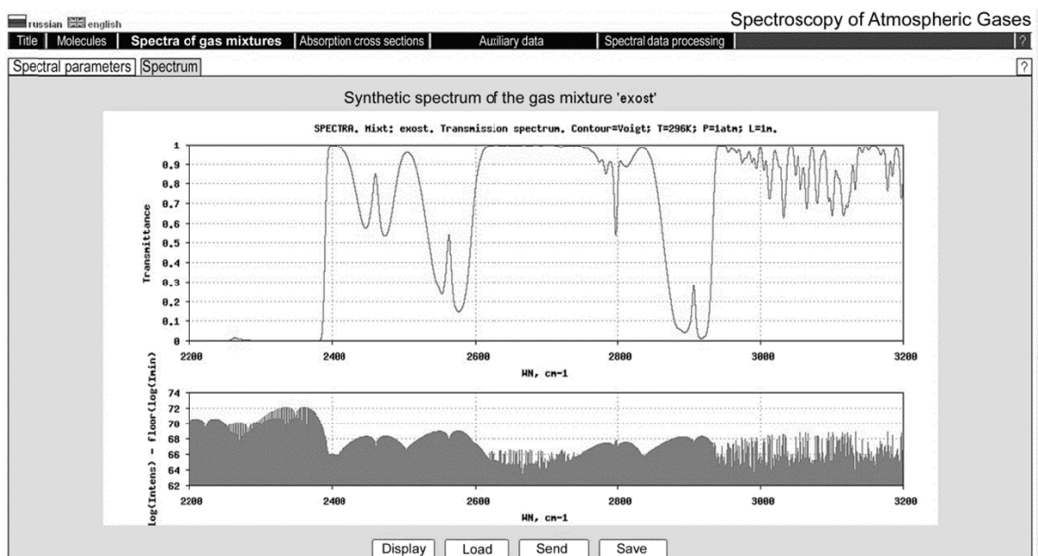 russian english
Spectroscopy of Atmospheric Gases
Title Molecules Spectra of gas mixtures Absorption cross sections Auxiliary data Spectral data processing ?
Spectral parameters Spectrum ?
Synthetic spectrum of the gas mixture 'exost'
SPECTRA. Mixt: exost. Transmission spectrum. Contour=Voigt; T=296K; P=1atm; L=1m.
Transmittance
1
0.9
0.8
0.7
0.6
0.5
0.4
0.3
0.2
0.1
0
2200 2400 2600 2800 3000 3200
WN, cm-1
log(Intens) - floor(log(Imin)
74
72
70
68
66
64
62
2200 2400 2600 2800 3000 3200
WN, cm-1
Display Load Send Save